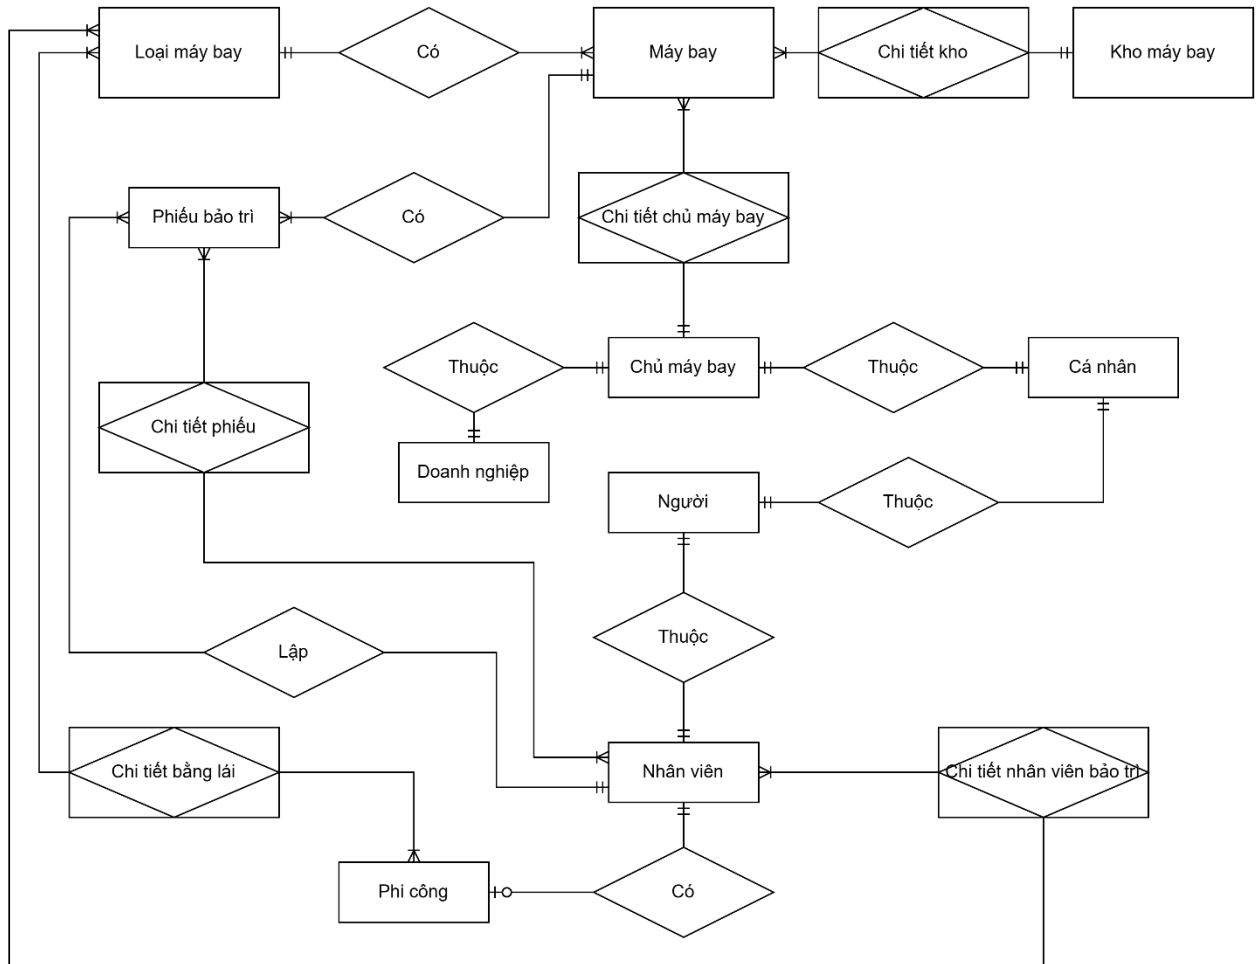 Loại máy bay
Có
Máy bay
Chi tiết kho
Kho máy bay
Phiếu bảo trì
Có
Chi tiết chủ máy bay
Thuộc
Chủ máy bay
Thuộc
Cá nhân
Chi tiết phiếu
Doanh nghiệp
Người
Thuộc
Thuộc
Lập
Chi tiết bằng lái
Nhân viên
Chi tiết nhân viên bảo trì
Phi công
Có